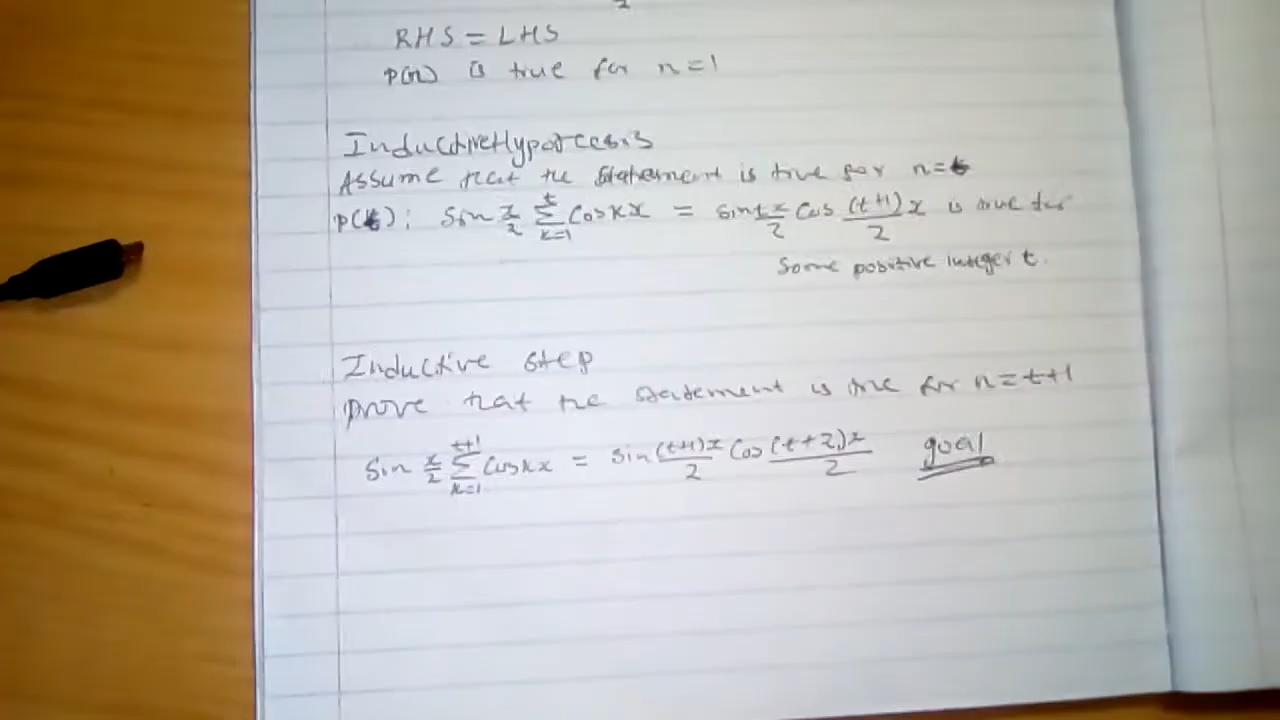 2
RHS = LHS
P(n) is true for n=1
Inductive Hypothesis
Assume that the statement is true for n=t
P(t): Sin x/2 t∑k=1 Cos kx = sin tx/2 Cos (t+1)x/2 is true for
Some positive integer t.
Inductive step
prove that the statement is true for n=t+1
Sin x/2 t+1∑k=1 Cos kx = sin (t+1)x/2 Cos (t+2)x/2 goal